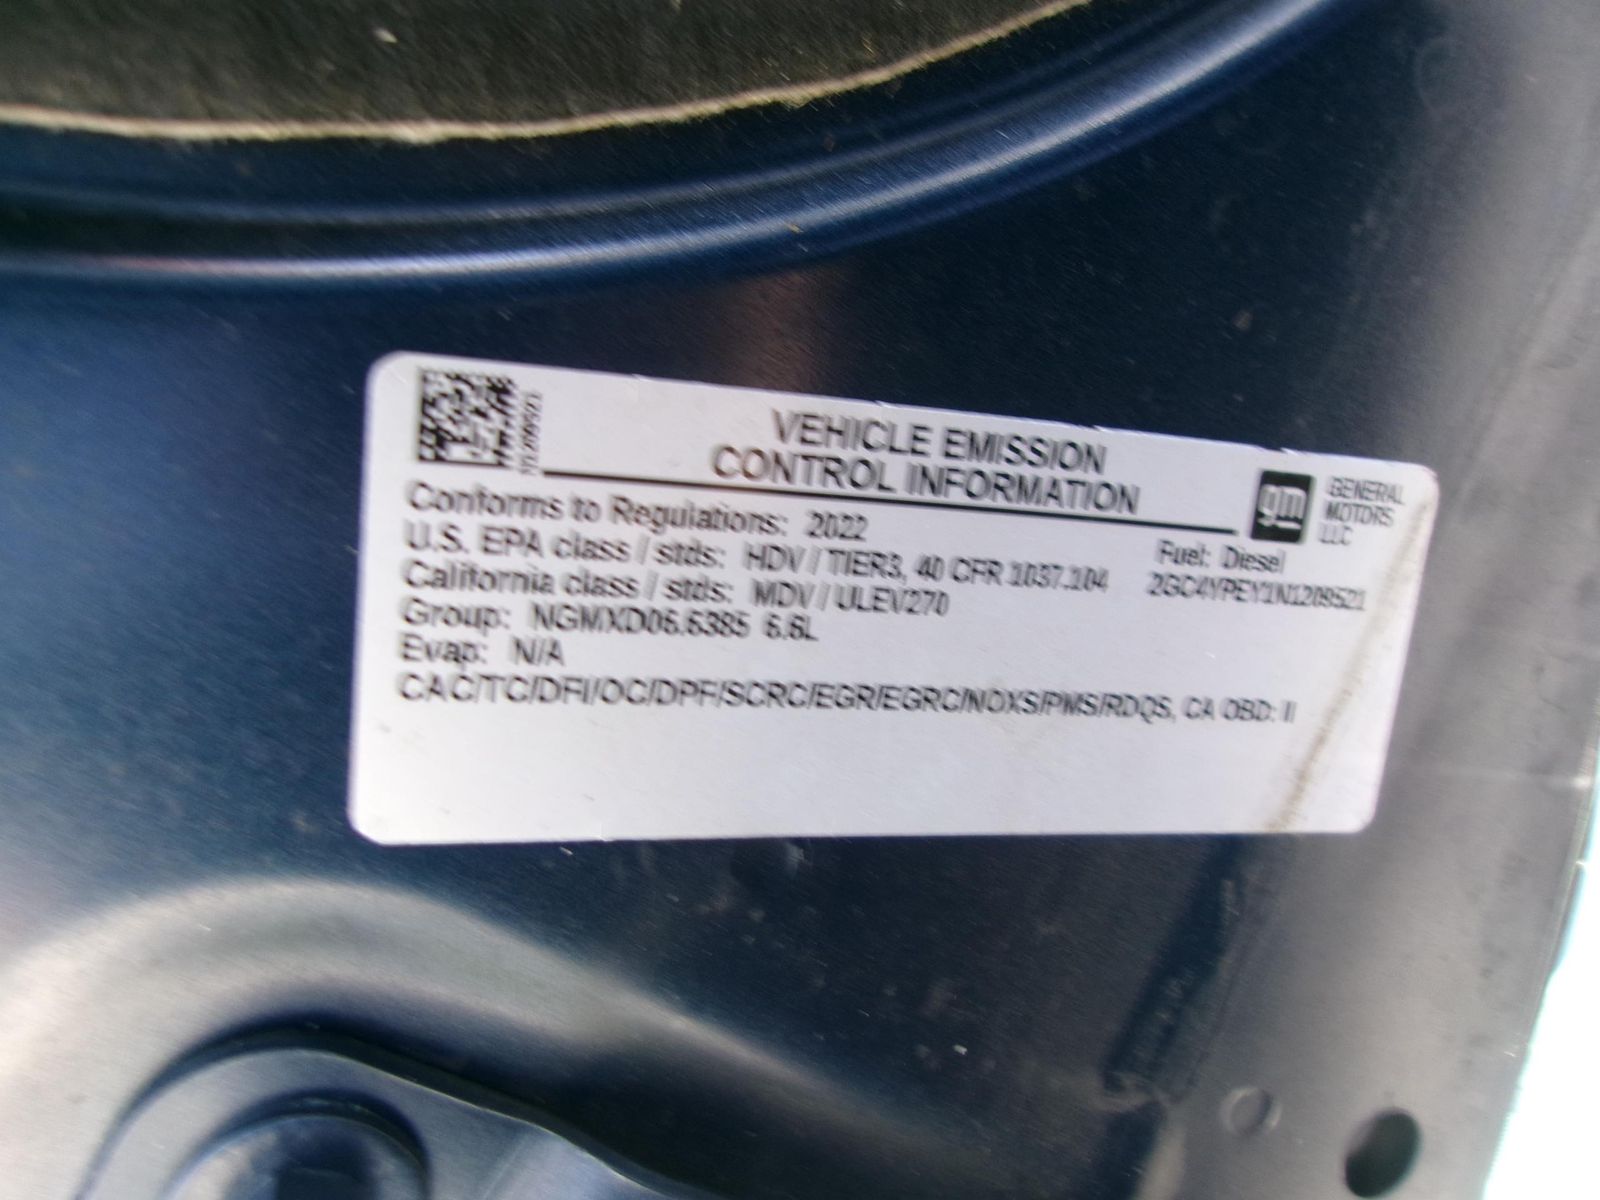 VEHICLE EMISSION
CONTROL INFORMATION
gm
GENERAL
MOTORS
LLC
Conforms to Regulations: 2022
Fuel: Diesel
U.S. EPA class / stds: HDV / TIER3, 40 CFR 1037.104
2GC4YPEY1N1209521
California class / stds: MDV / ULEV270
Group: NGMXD06.6385 6.6L
Evap: N/A
CAC/TC/DFI/OC/DPF/SCRC/EGR/EGRC/NOXS/PMS/RDQS, CA OBD: II